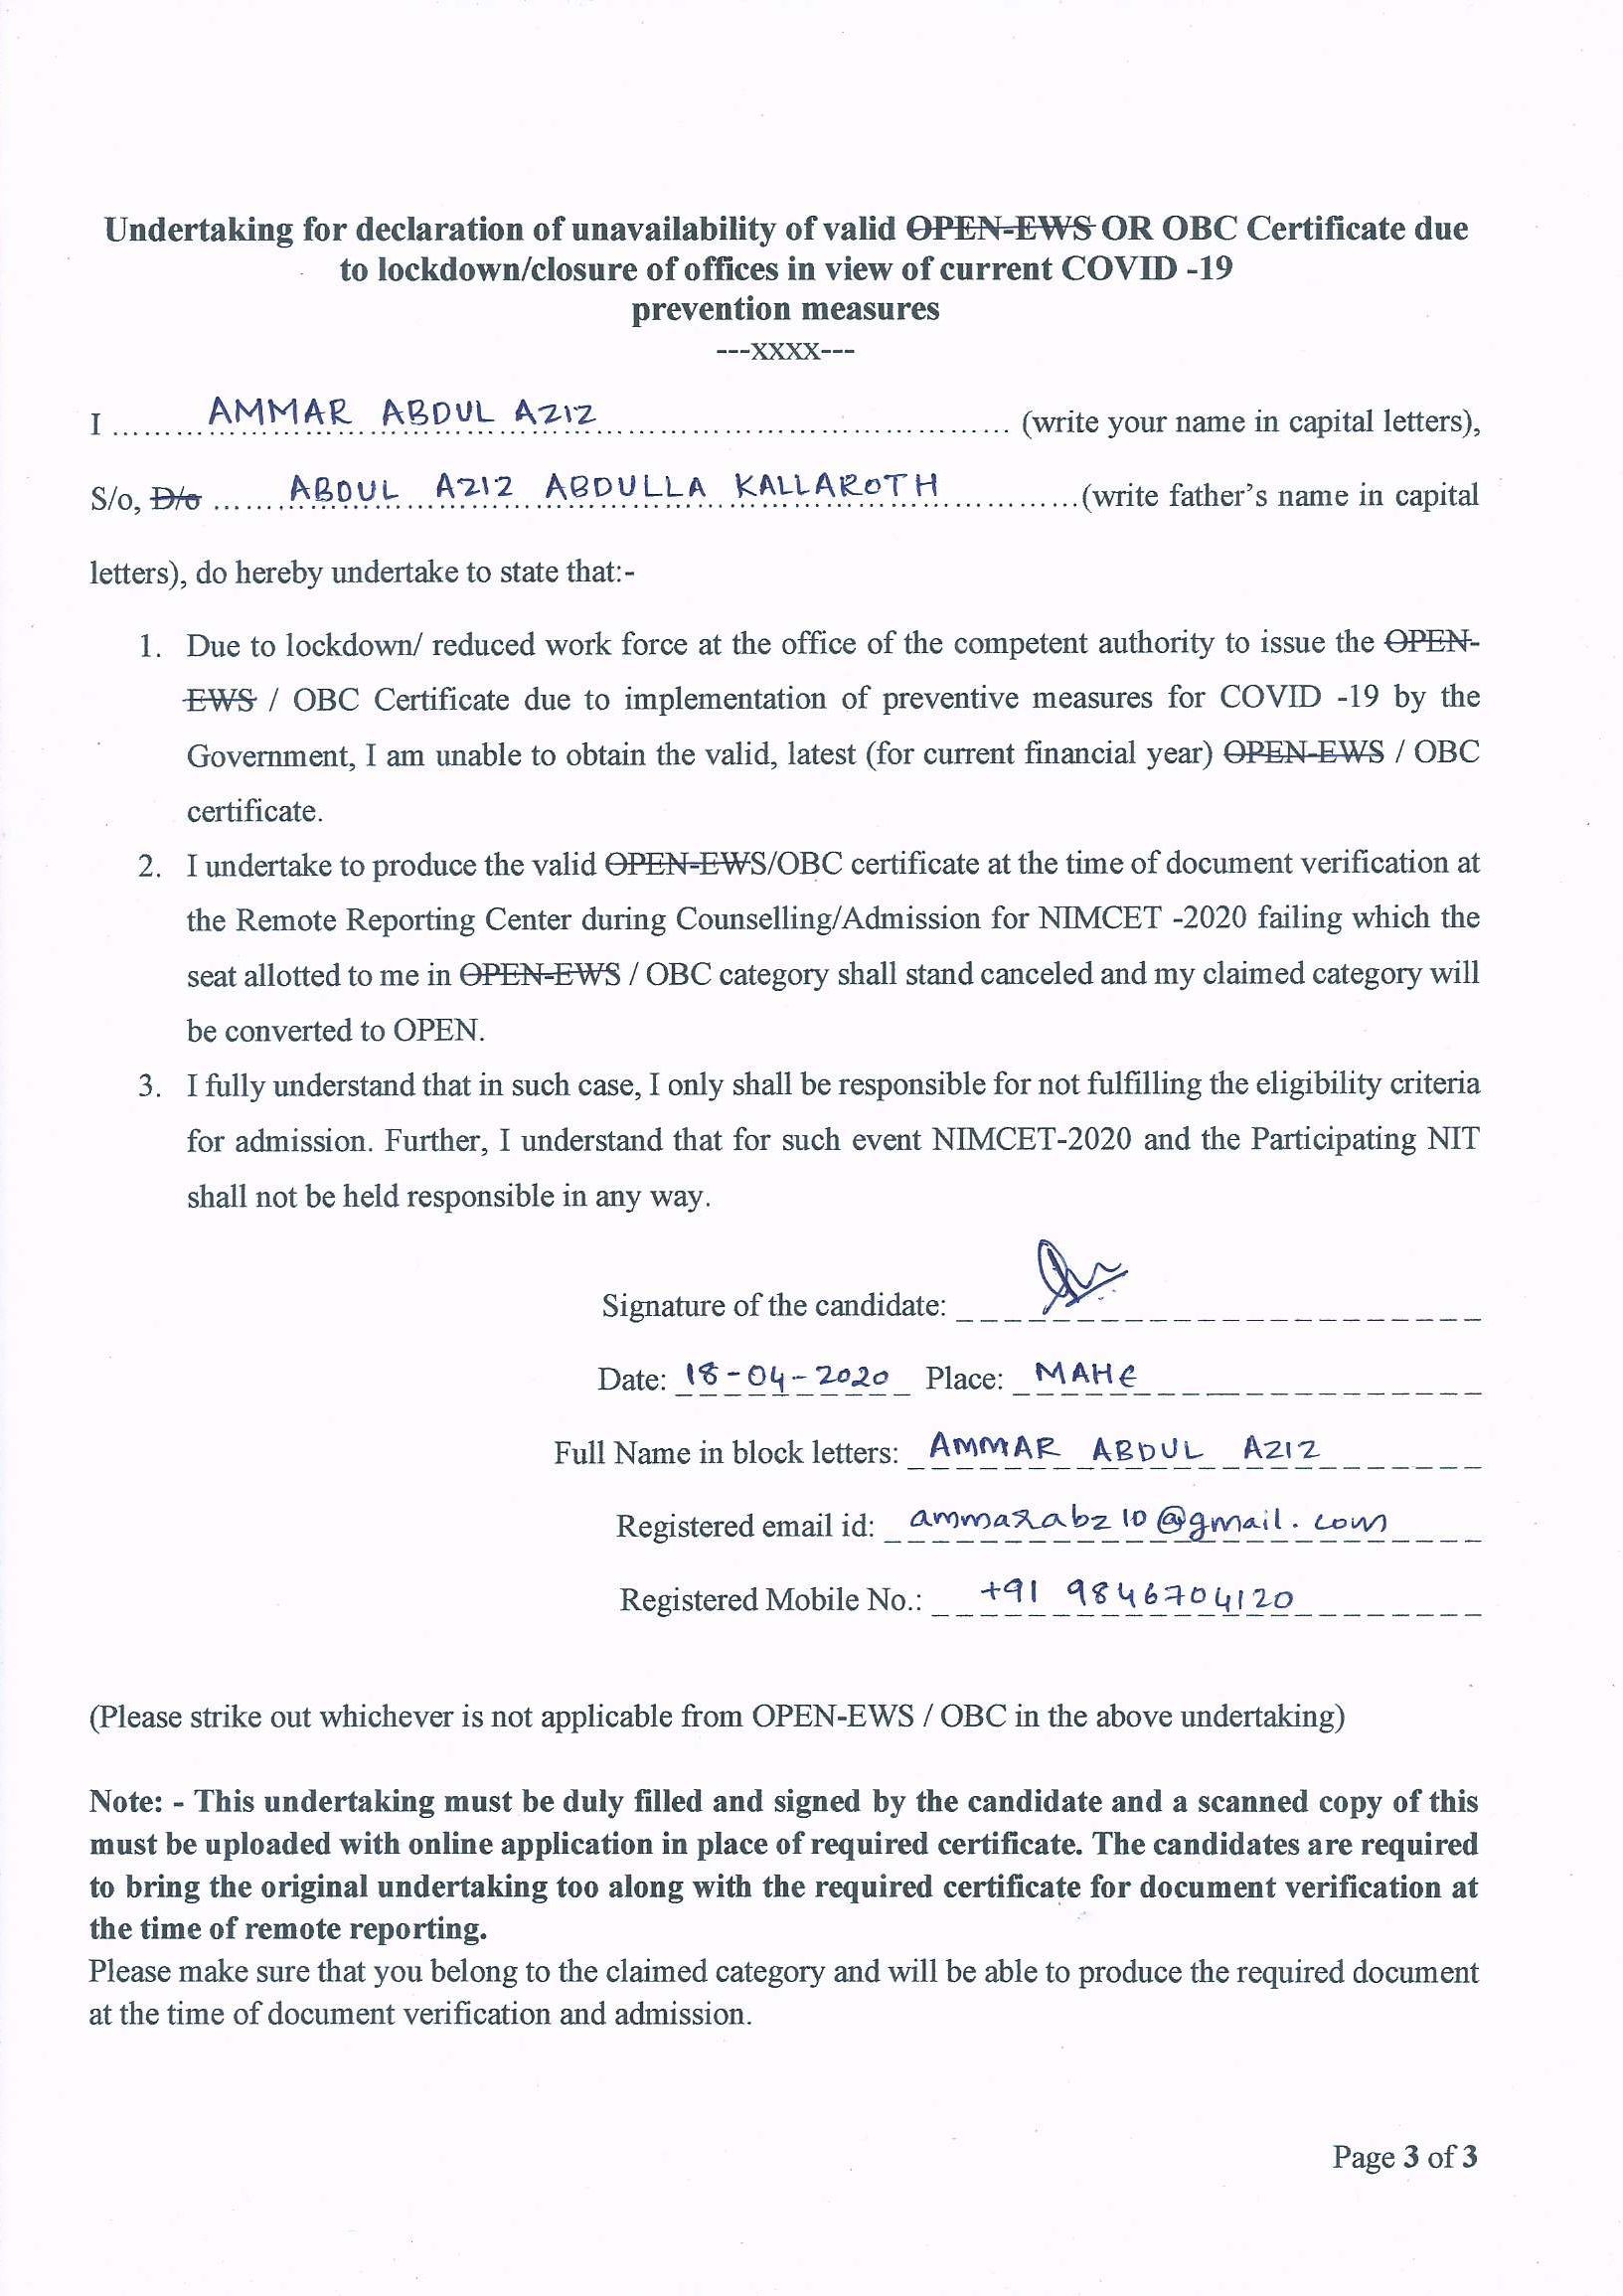 Undertaking for declaration of unavailability of valid OPEN-EWS OR OBC Certificate due
to lockdown/closure of offices in view of current COVID -19
prevention measures
---XXXX---
I ......... AMMAR ABDUL AZIZ ......... (write your name in capital letters),
S/o, D/o ...... ABDUL AZIZ ABDULLA KALLAROTH ......... (write father's name in capital
letters), do hereby undertake to state that:-
1. Due to lockdown/ reduced work force at the office of the competent authority to issue the OPEN-
EWS / OBC Certificate due to implementation of preventive measures for COVID -19 by the
Government, I am unable to obtain the valid, latest (for current financial year) OPEN-EWS / OBC
certificate.
2. I undertake to produce the valid OPEN-EWS/OBC certificate at the time of document verification at
the Remote Reporting Center during Counselling/Admission for NIMCET -2020 failing which the
seat allotted to me in OPEN-EWS / OBC category shall stand canceled and my claimed category will
be converted to OPEN.
3. I fully understand that in such case, I only shall be responsible for not fulfilling the eligibility criteria
for admission. Further, I understand that for such event NIMCET-2020 and the Participating NIT
shall not be held responsible in any way.
Signature of the candidate:
Date: 18-04-2020 Place: MAHE
Full Name in block letters: AMMAR ABDUL AZIZ
Registered email id: ammarabz10@gmail.com
Registered Mobile No.: +91 9846704120
(Please strike out whichever is not applicable from OPEN-EWS / OBC in the above undertaking)
Note: - This undertaking must be duly filled and signed by the candidate and a scanned copy of this
must be uploaded with online application in place of required certificate. The candidates are required
to bring the original undertaking too along with the required certificate for document verification at
the time of remote reporting.
Please make sure that you belong to the claimed category and will be able to produce the required document
at the time of document verification and admission.
Page 3 of 3